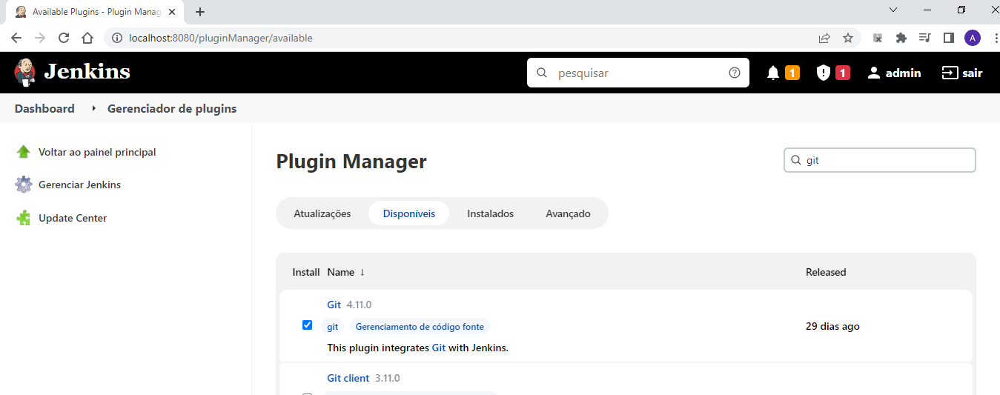 Available Plugins - Plugin Manag
localhost:8080/pluginManager/available
A
Jenkins
pesquisar
1
1
admin
sair
Dashboard
Gerenciador de plugins
Voltar ao painel principal
Gerenciar Jenkins
Update Center
Plugin Manager
git
Atualizações
Disponíveis
Instalados
Avançado
Install Name ↓ Released
Git 4.11.0
git Gerenciamento de código fonte
29 dias ago
This plugin integrates Git with Jenkins.
Git client 3.11.0